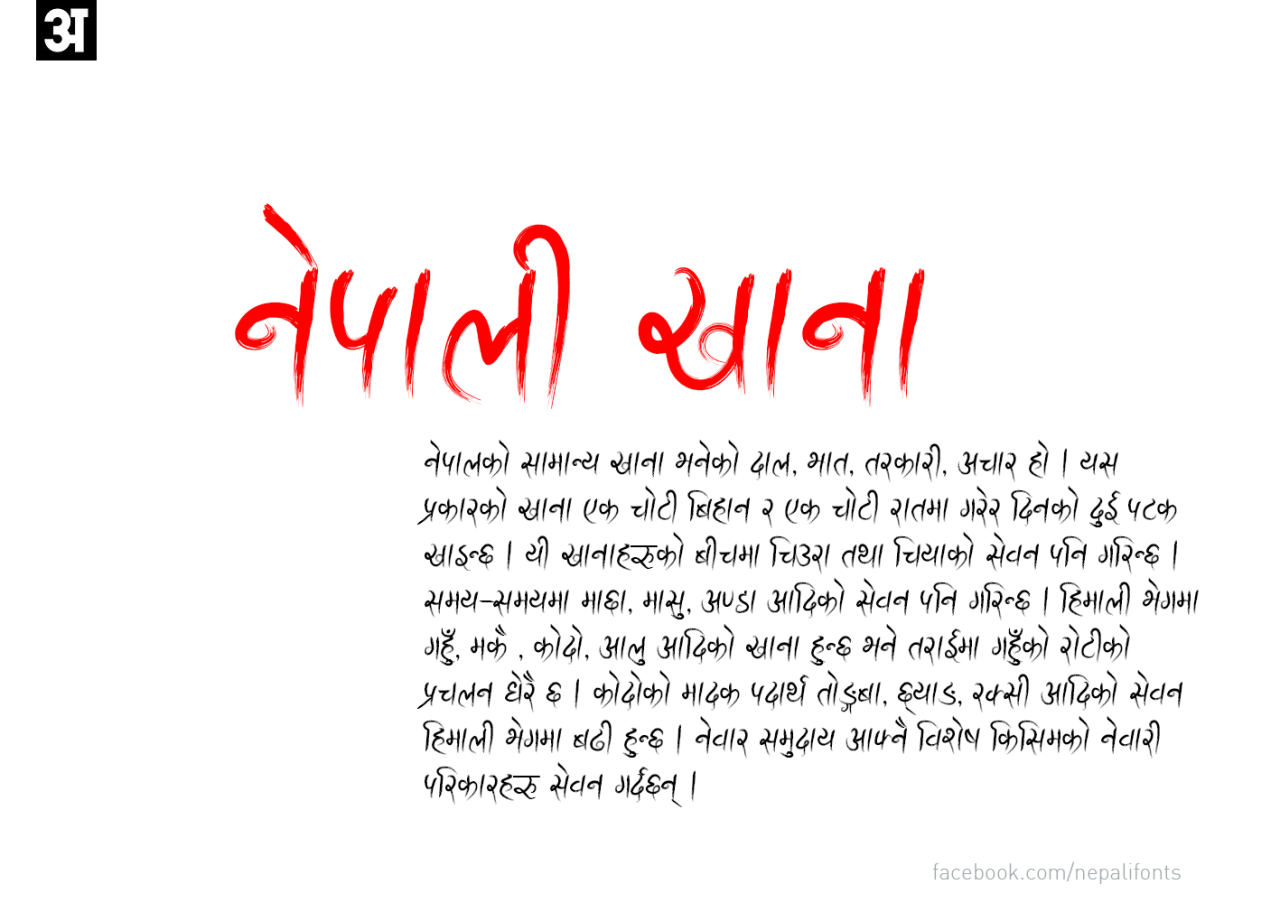 अ
नेपाली खाना
नेपालको सामान्य खाना भनेको दाल, भात, तरकारी, अचार हो । यस
प्रकारको खाना एक चोटी बिहान र एक चोटी रातमा गरेर दिनको दुई पटक
खाइन्छ । यी खानाहरुको बीचमा चिउरा तथा चियाको सेवन पनि गरिन्छ ।
समय-समयमा माछा, मासु, अण्डा आदिको सेवन पनि गरिन्छ । हिमाली भेगमा
गहुँ, मकै , कोदो, आलु आदिको खाना हुन्छ भने तराईमा गहुँको रोटीको
प्रचलन धेरै छ । कोदोको मादक पदार्थ तोङ्बा, छ्याङ, रक्सी आदिको सेवन
हिमाली भेगमा बढी हुन्छ । नेवार समुदाय आफ्नै विशेष किसिमको नेवारी
परिकारहरु सेवन गर्दछन् ।
facebook.com/nepalifonts